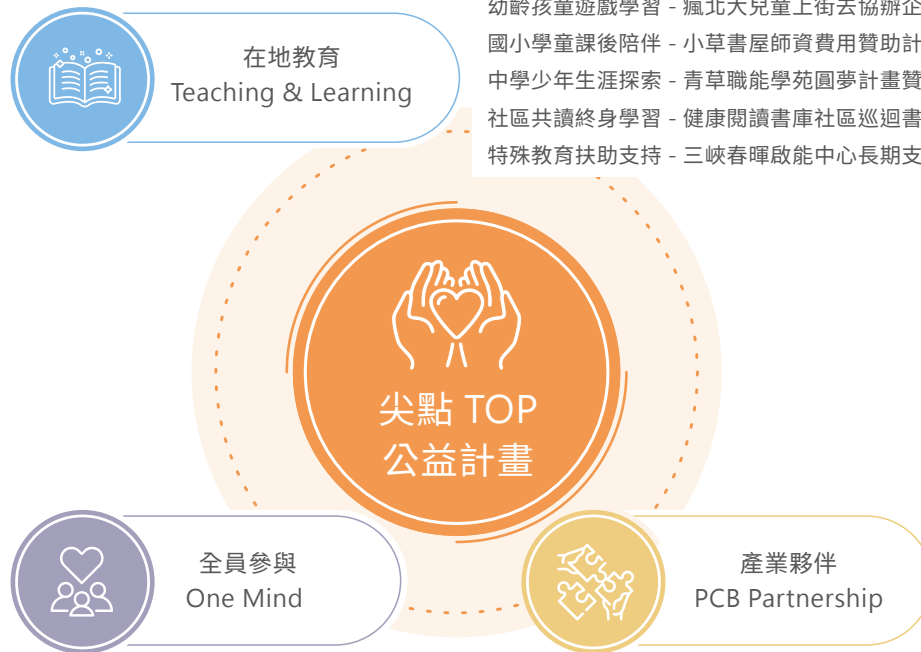 在地教育
Teaching & Learning
幼齡孩童遊戲學習 - 瘋北大兒童上街去協辦企
國小學童課後陪伴 - 小草書屋師資費用贊助計
中學少年生涯探索 - 青草職能學苑圓夢計畫贊
社區共讀終身學習 - 健康閱讀書庫社區巡迴書
特殊教育扶助支持 - 三峽春暉啟能中心長期支
尖點 TOP
公益計畫
全員參與
One Mind
產業夥伴
PCB Partnership